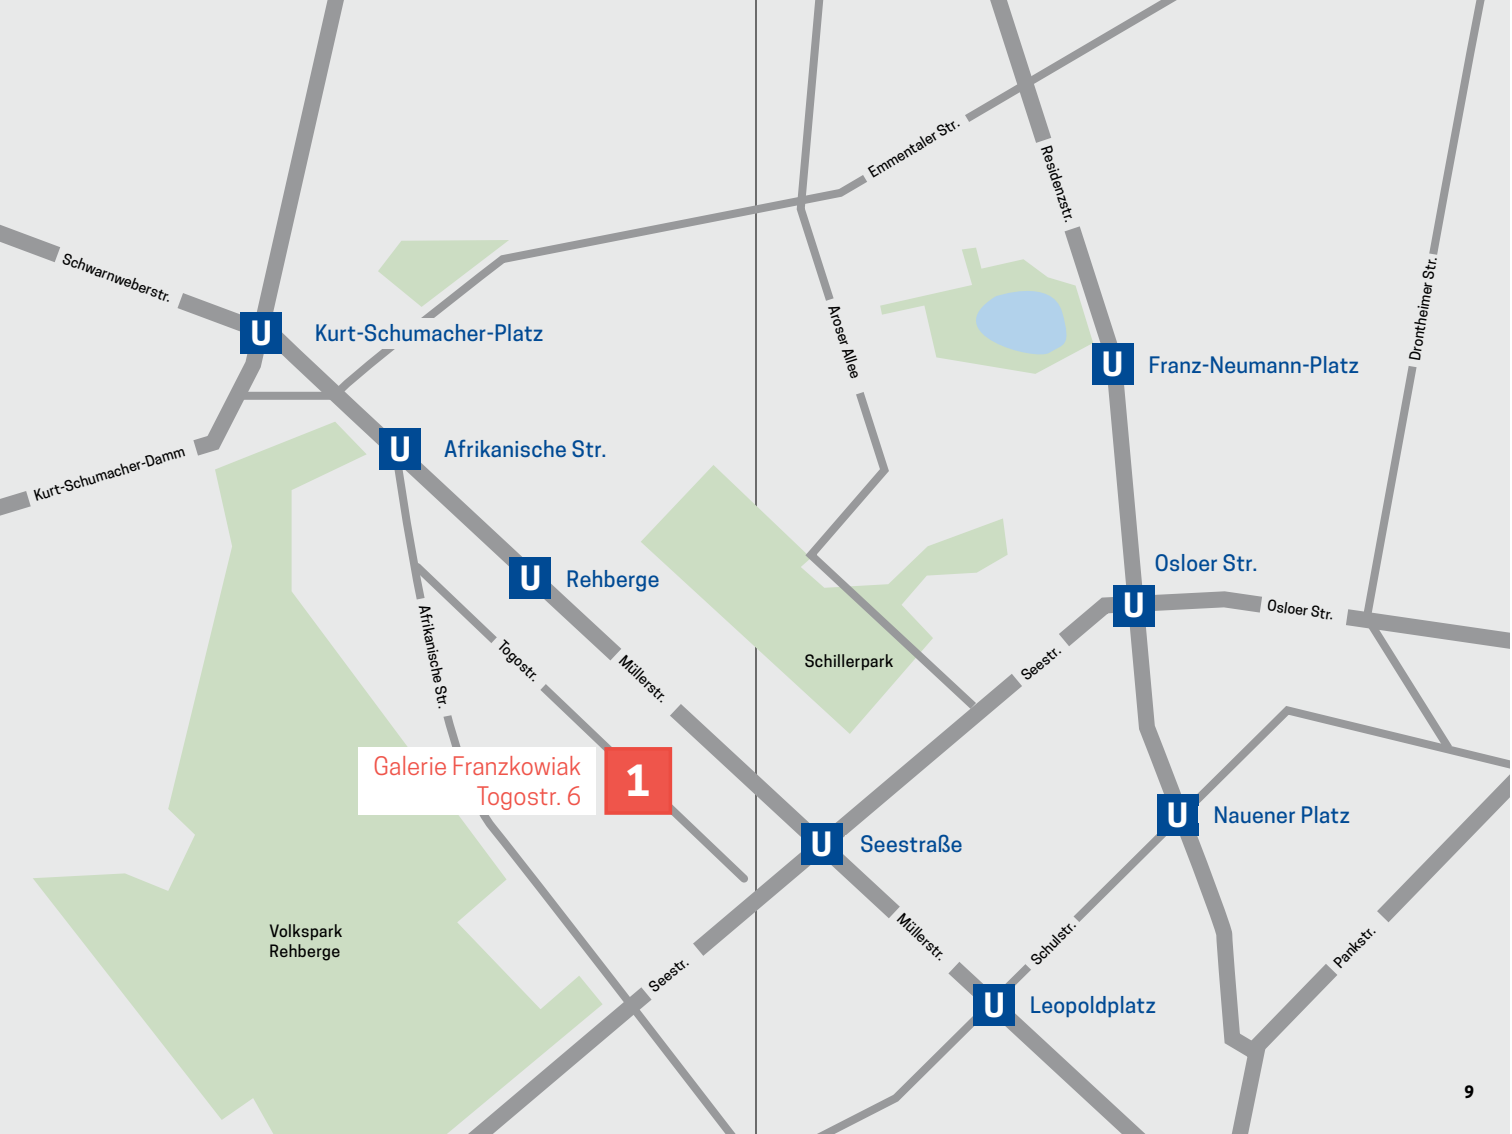 Emmentaler Str.
Residenzstr.
Schwarnweberstr.
Drontheimer Str.
U
Kurt-Schumacher-Platz
Aroser Allee
U
Franz-Neumann-Platz
Kurt-Schumacher-Damm
U
Afrikanische Str.
U
Rehberge
Osloer Str.
U
Osloer Str.
Afrikanische Str.
Togostr.
Müllerstr.
Schillerpark
Seestr.
Galerie Franzkowiak
Togostr. 6
1
U
Seestraße
U
Nauener Platz
Volkspark
Rehberge
Seestr.
Müllerstr.
Schulstr.
Pankstr.
U
Leopoldplatz
9